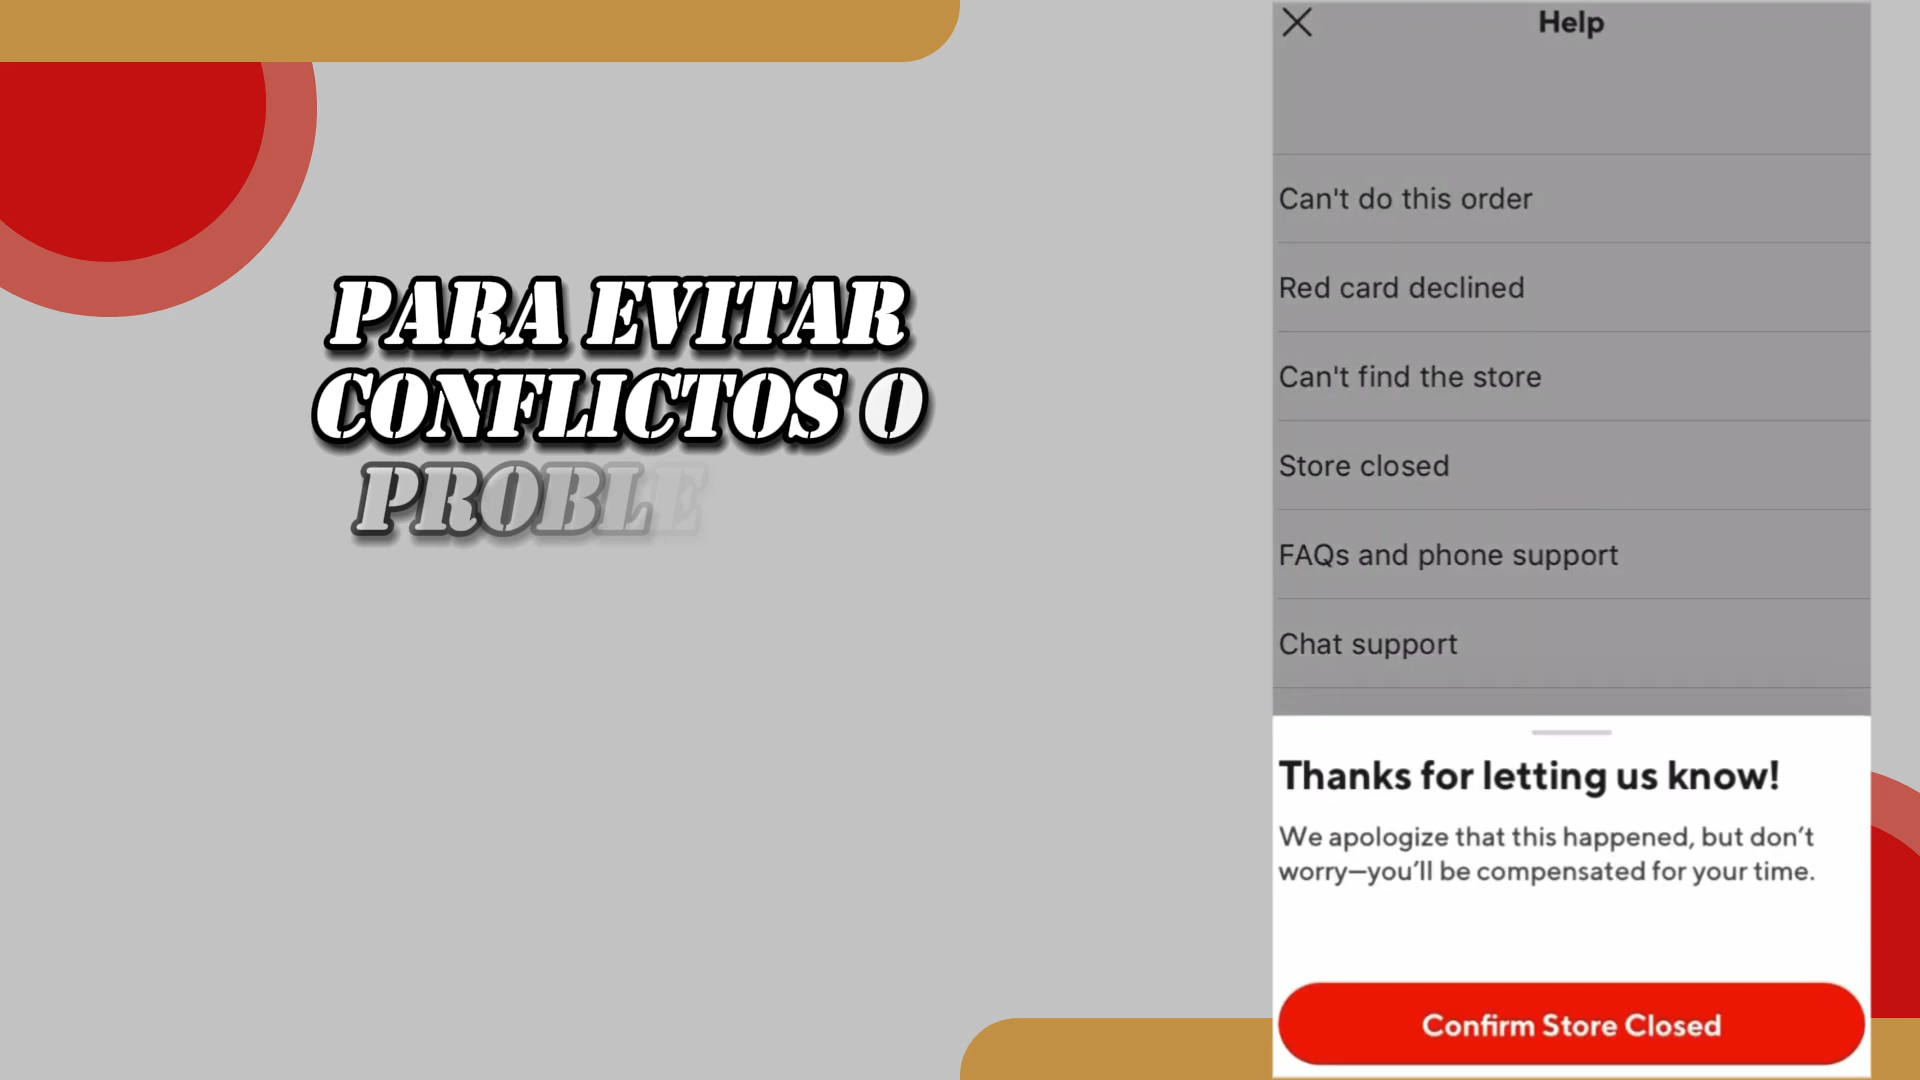 PARA EVITAR
CONFLICTOS O
PROBLE
Help
Can't do this order
Red card declined
Can't find the store
Store closed
FAQs and phone support
Chat support
Thanks for letting us know!
We apologize that this happened, but don’t
worry—you’ll be compensated for your time.
Confirm Store Closed